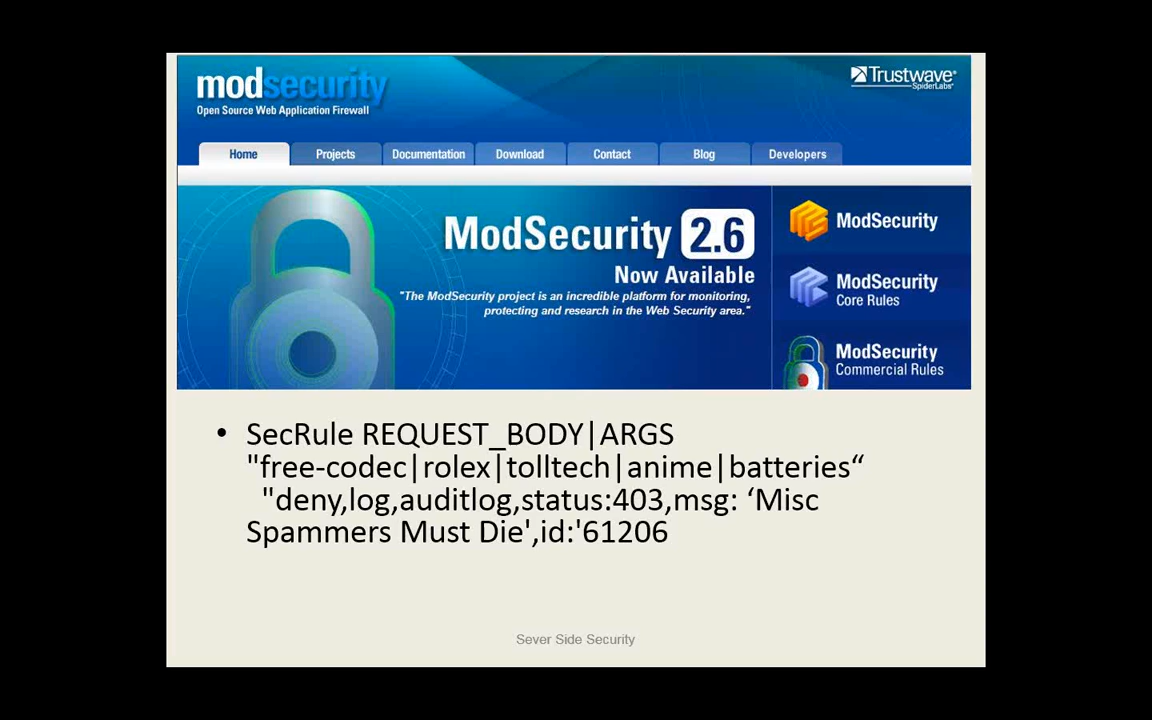 modsecurity
Open Source Web Application Firewall
Trustwave®
SpiderLabs®
Home
Projects
Documentation
Download
Contact
Blog
Developers
ModSecurity 2.6
Now Available
"The ModSecurity project is an incredible platform for monitoring,
protecting and research in the Web Security area."
ModSecurity
ModSecurity
Core Rules
ModSecurity
Commercial Rules
• SecRule REQUEST_BODY|ARGS
"free-codec|rolex|tolltech|anime|batteries“
"deny,log,auditlog,status:403,msg: ‘Misc
Spammers Must Die',id:'61206
Sever Side Security